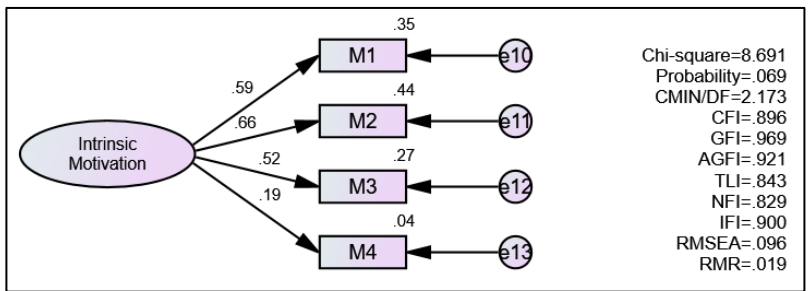 .35
M1
e10
.59
.44
M2
e11
.66
Intrinsic
Motivation
.27
.52
M3
e12
.19
.04
M4
e13
Chi-square=8.691
Probability=.069
CMIN/DF=2.173
CFI=.896
GFI=.969
AGFI=.921
TLI=.843
NFI=.829
IFI=.900
RMSEA=.096
RMR=.019